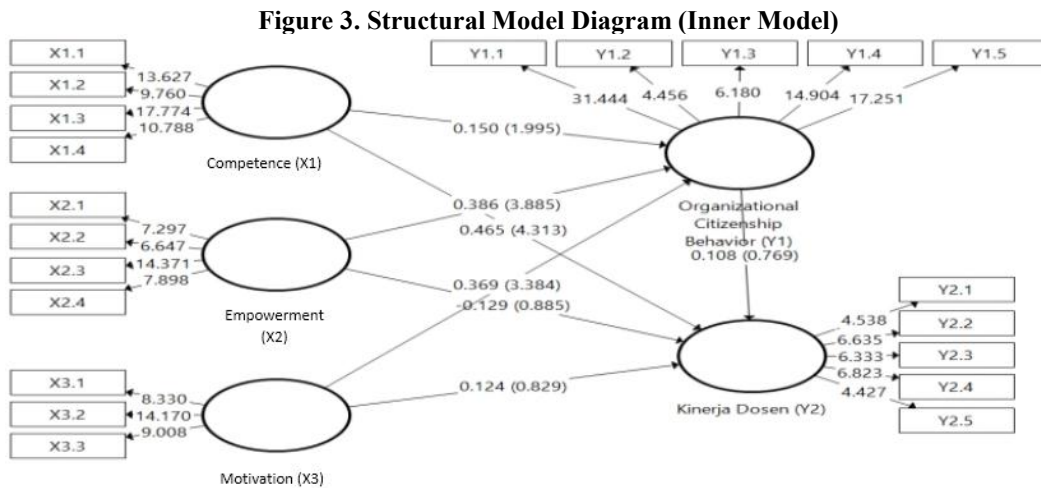 Figure 3. Structural Model Diagram (Inner Model)
X1.1
X1.2
X1.3
X1.4
13.627
9.760
17.774
10.788
Competence (X1)
Y1.1
Y1.2
Y1.3
Y1.4
Y1.5
31.444
4.456
6.180
14.904
17.251
0.150 (1.995)
Organizational
Citizenship
Behavior (Y1)
0.108 (0.769)
0.386 (3.885)
0.465 (4.313)
X2.1
X2.2
X2.3
X2.4
7.297
6.647
14.371
7.898
Empowerment
(X2)
0.369 (3.384)
-0.129 (0.885)
0.124 (0.829)
X3.1
X3.2
X3.3
8.330
14.170
9.008
Motivation (X3)
Y2.1
Y2.2
Y2.3
Y2.4
Y2.5
4.538
6.635
6.333
6.823
4.427
Kinerja Dosen (Y2)